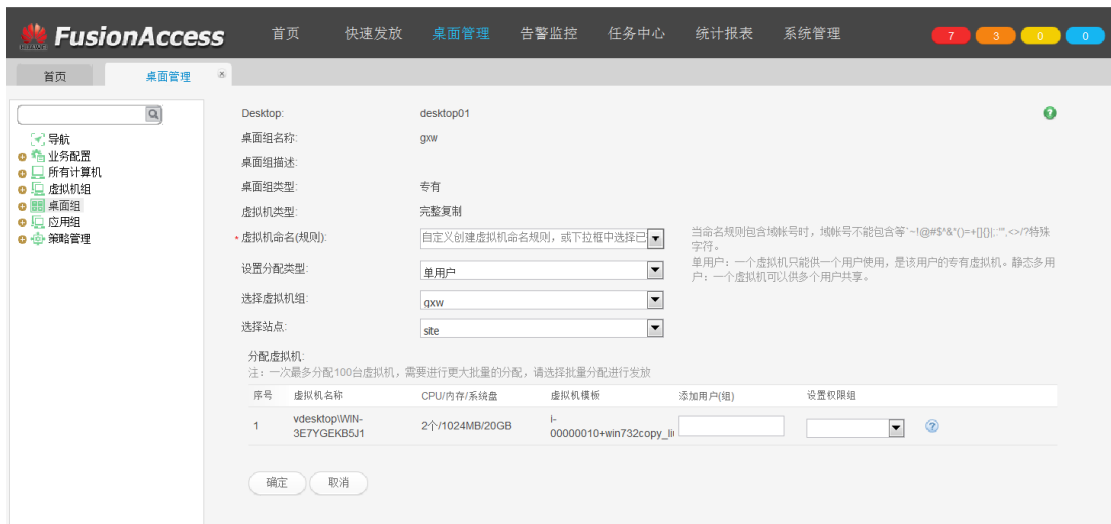 HUAWEI FusionAccess
首页 快速发放 桌面管理 告警监控 任务中心 统计报表 系统管理 7 3 0 0
首页 桌面管理
导航
业务配置
所有计算机
虚拟机组
桌面组
应用组
策略管理
Desktop: desktop01
桌面组名称: gxw
桌面组描述:
桌面组类型: 专有
虚拟机类型: 完整复制
* 虚拟机命名(规则): 自定义创建虚拟机命名规则，或下拉框中选择已
当命名规则包含域帐号时，域帐号不能包含等`~!@#$^&*()=+[]{}|;:'",<>/?特殊
字符。
单用户：一个虚拟机只能供一个用户使用，是该用户的专有虚拟机。静态多用
户：一个虚拟机可以供多个用户共享。
设置分配类型: 单用户
选择虚拟机组: gxw
选择站点: site
分配虚拟机:
注：一次最多分配100台虚拟机，需要进行更大批量的分配，请选择批量分配进行发放
序号 虚拟机名称 CPU/内存/系统盘 虚拟机模板 添加用户(组) 设置权限组
1 vdesktop\WIN-
3E7YGEKB5J1 2个/1024MB/20GB i-
00000010+win732copy_li
确定 取消